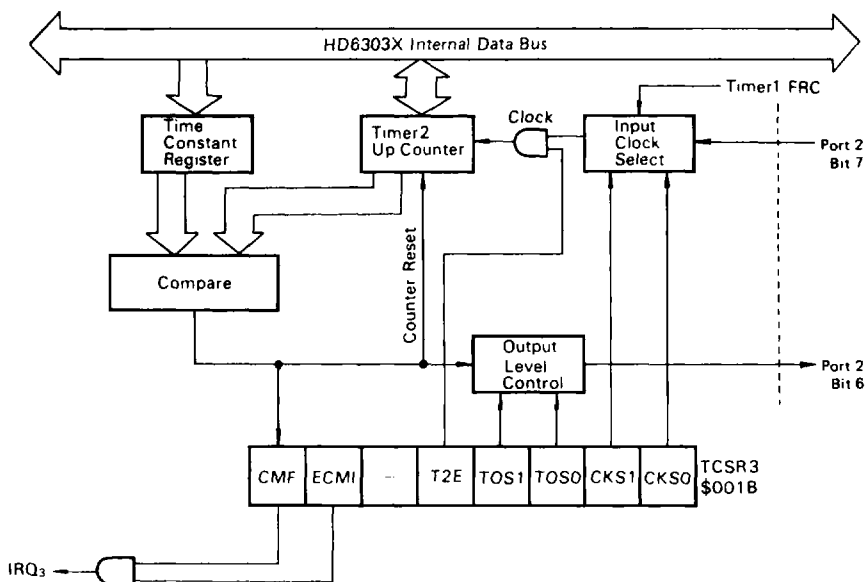 HD6303X Internal Data Bus
Timer1 FRC
Time
Constant
Register
Timer2
Up Counter
Clock
Input
Clock
Select
Port 2
Bit 7
Compare
Counter Reset
Output
Level
Control
Port 2
Bit 6
CMF
ECMI
–
T2E
TOS1
TOS0
CKS1
CKS0
TCSR3
$001B
IRQ3